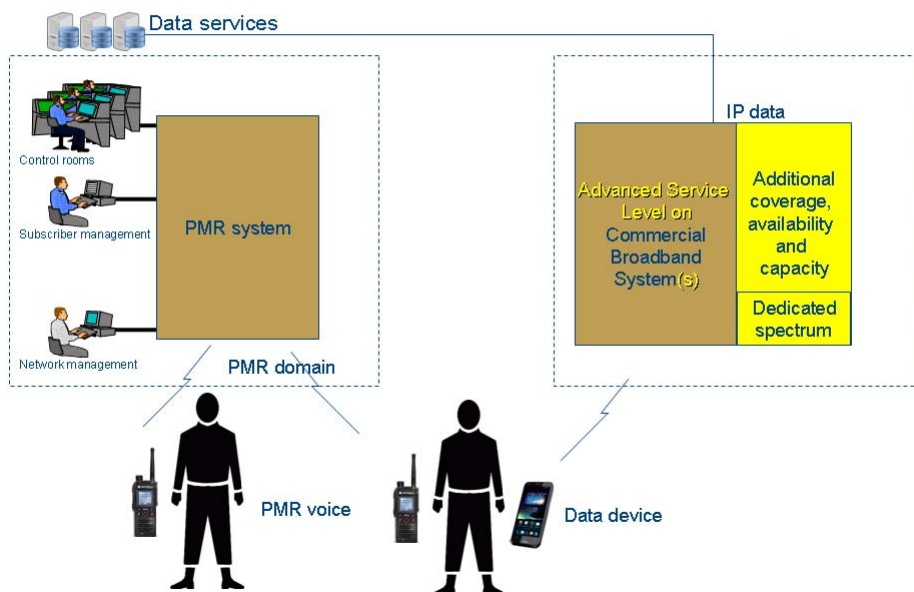 Data services
IP data
Control rooms
Subscriber management
Network management
PMR system
PMR domain
Advanced Service
Level on
Commercial
Broadband
System(s)
Additional
coverage,
availability
and
capacity
Dedicated
spectrum
PMR voice
Data device